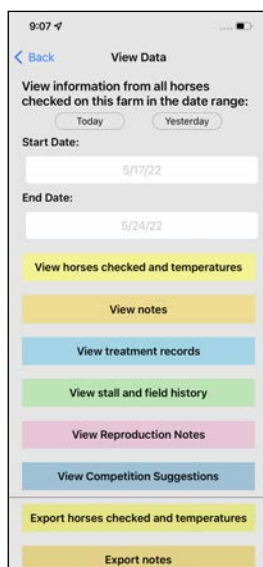 9:07
Back View Data
View information from all horses
checked on this farm in the date range:
Today Yesterday
Start Date:
5/17/22
End Date:
5/24/22
View horses checked and temperatures
View notes
View treatment records
View stall and field history
View Reproduction Notes
View Competition Suggestions
Export horses checked and temperatures
Export notes